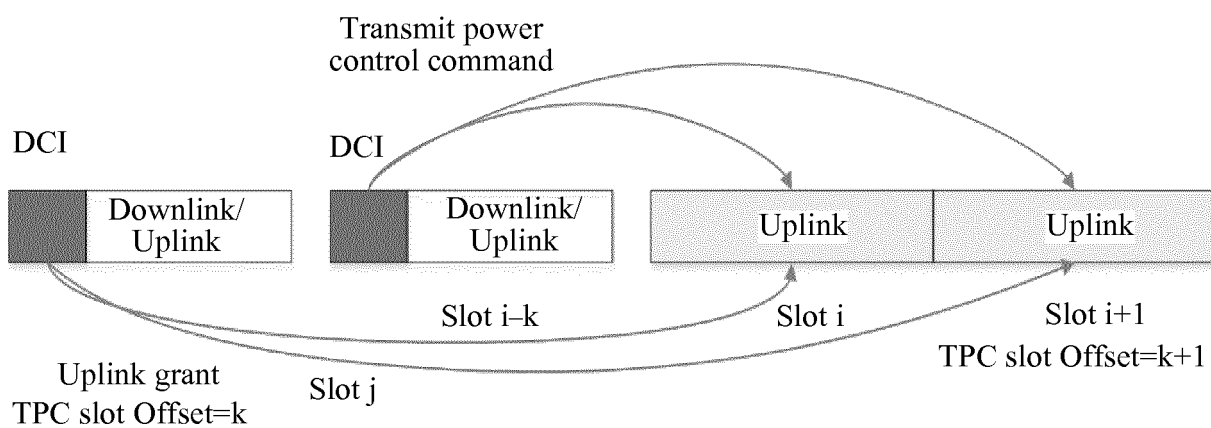 Transmit power
control command
DCI
DCI
Downlink/
Uplink
Downlink/
Uplink
Uplink
Uplink
Slot i–k
Slot i
Slot i+1
TPC slot Offset=k+1
Uplink grant
TPC slot Offset=k
Slot j